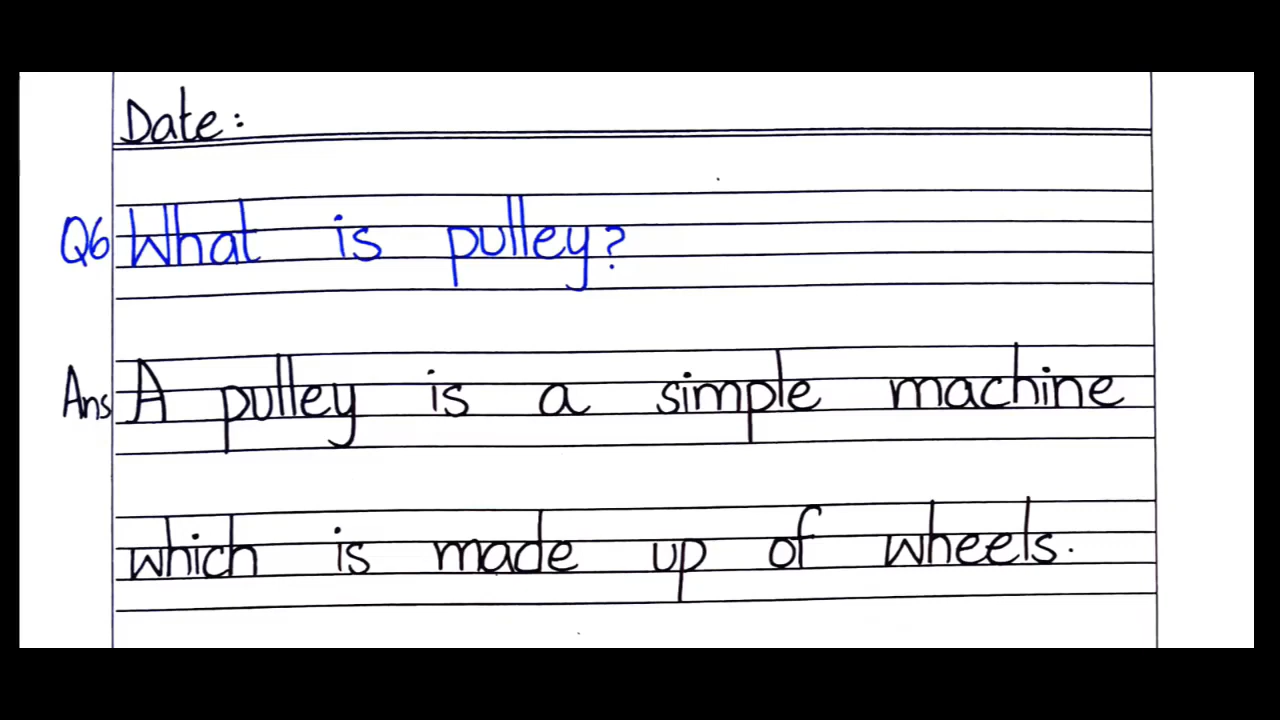 Date:
Q6 What is pulley?
Ans A pulley is a simple machine
which is made up of wheels.